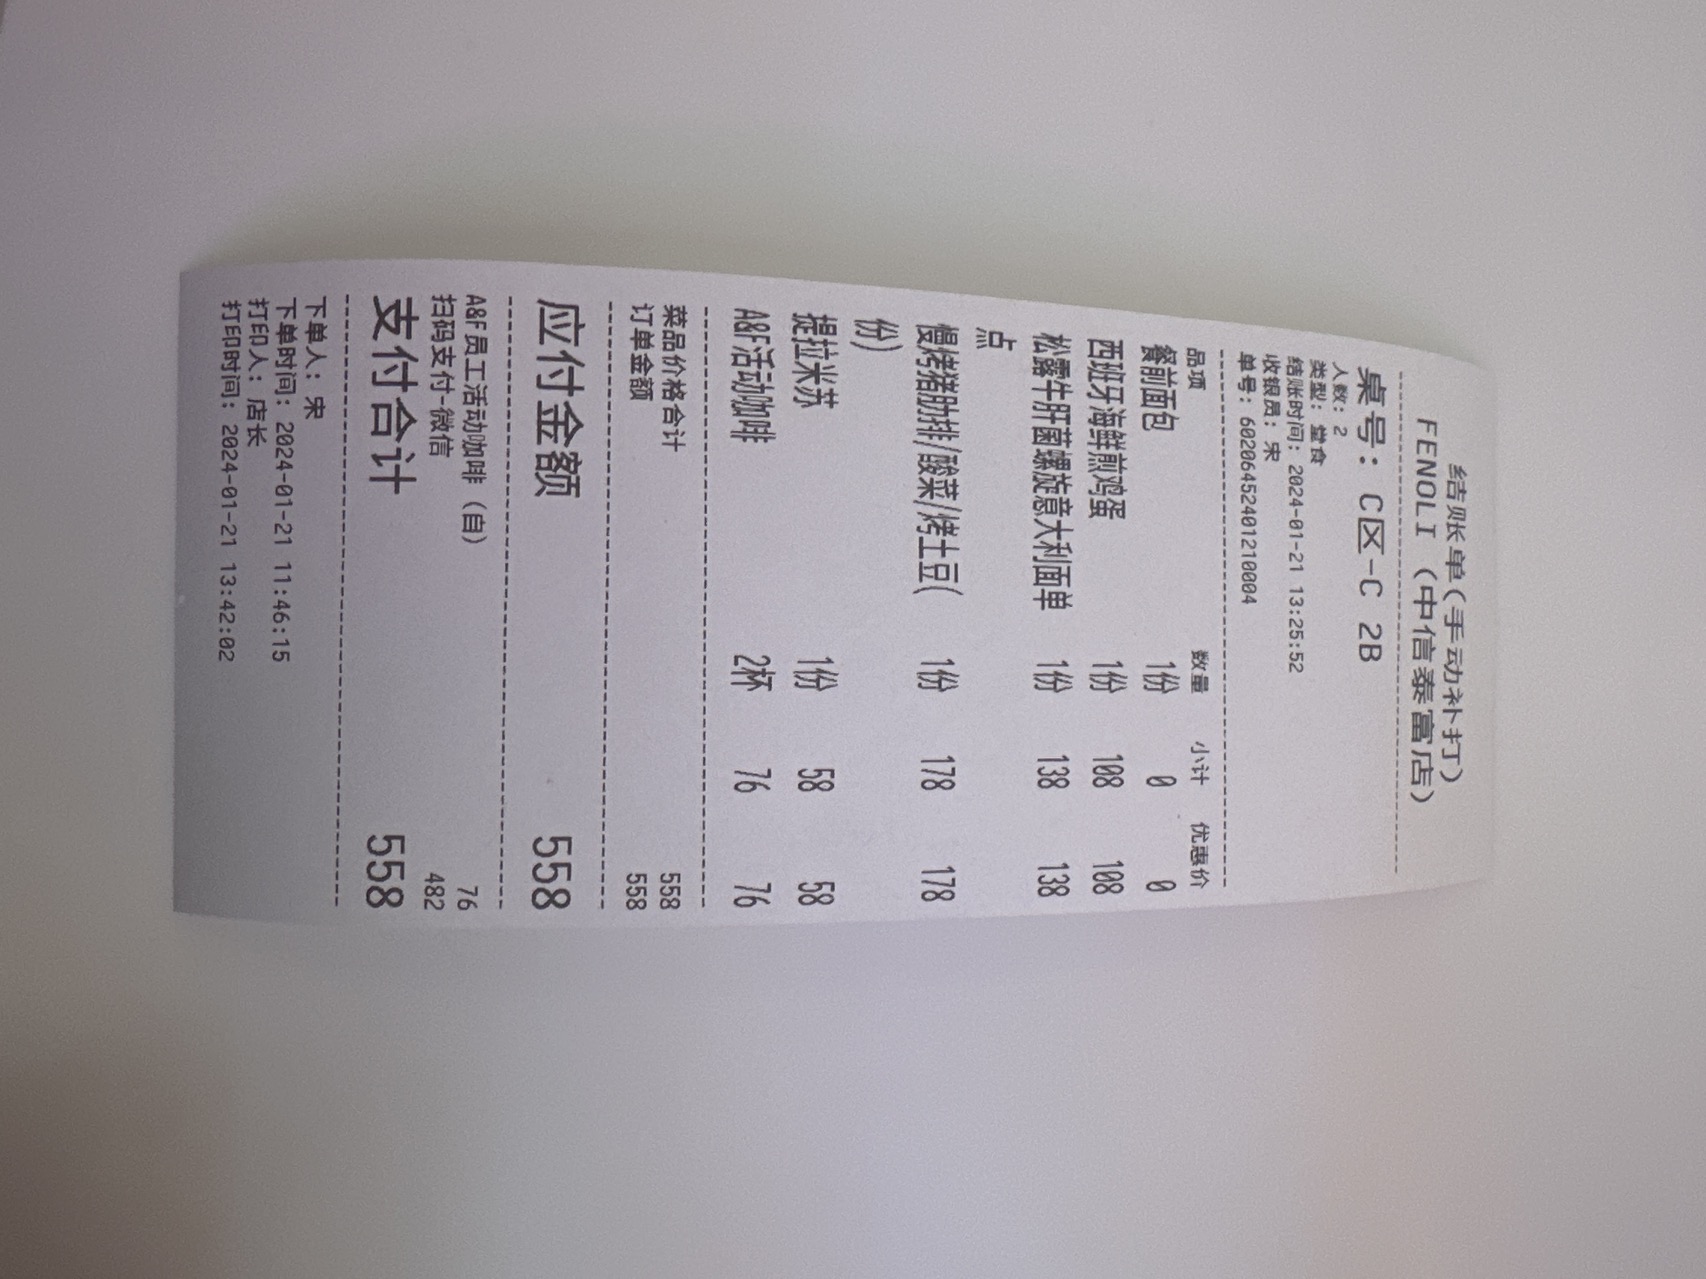 结账单(手动补打)
FENOLI (中信泰富店)
桌号: C区-C 2B
人数: 2
类型: 堂食
结账时间: 2024-01-21 13:25:52
收银员: 宋
单号: 60206452401210004
品项 数量 小计 优惠价
餐前面包 1份 0 0
西班牙海鲜煎鸡蛋 1份 108 108
松露牛肝菌螺旋意大利面单 1份 138 138
点
慢烤猪肋排/酸菜/烤土豆( 1份 178 178
份)
提拉米苏 1份 58 58
A&F活动咖啡 2杯 76 76
菜品价格合计 558
订单金额 558
应付金额 558
A&F员工活动咖啡 (自) 76
扫码支付-微信 482
支付合计 558
下单人: 宋
下单时间: 2024-01-21 11:46:15
打印人: 店长
打印时间: 2024-01-21 13:42:02